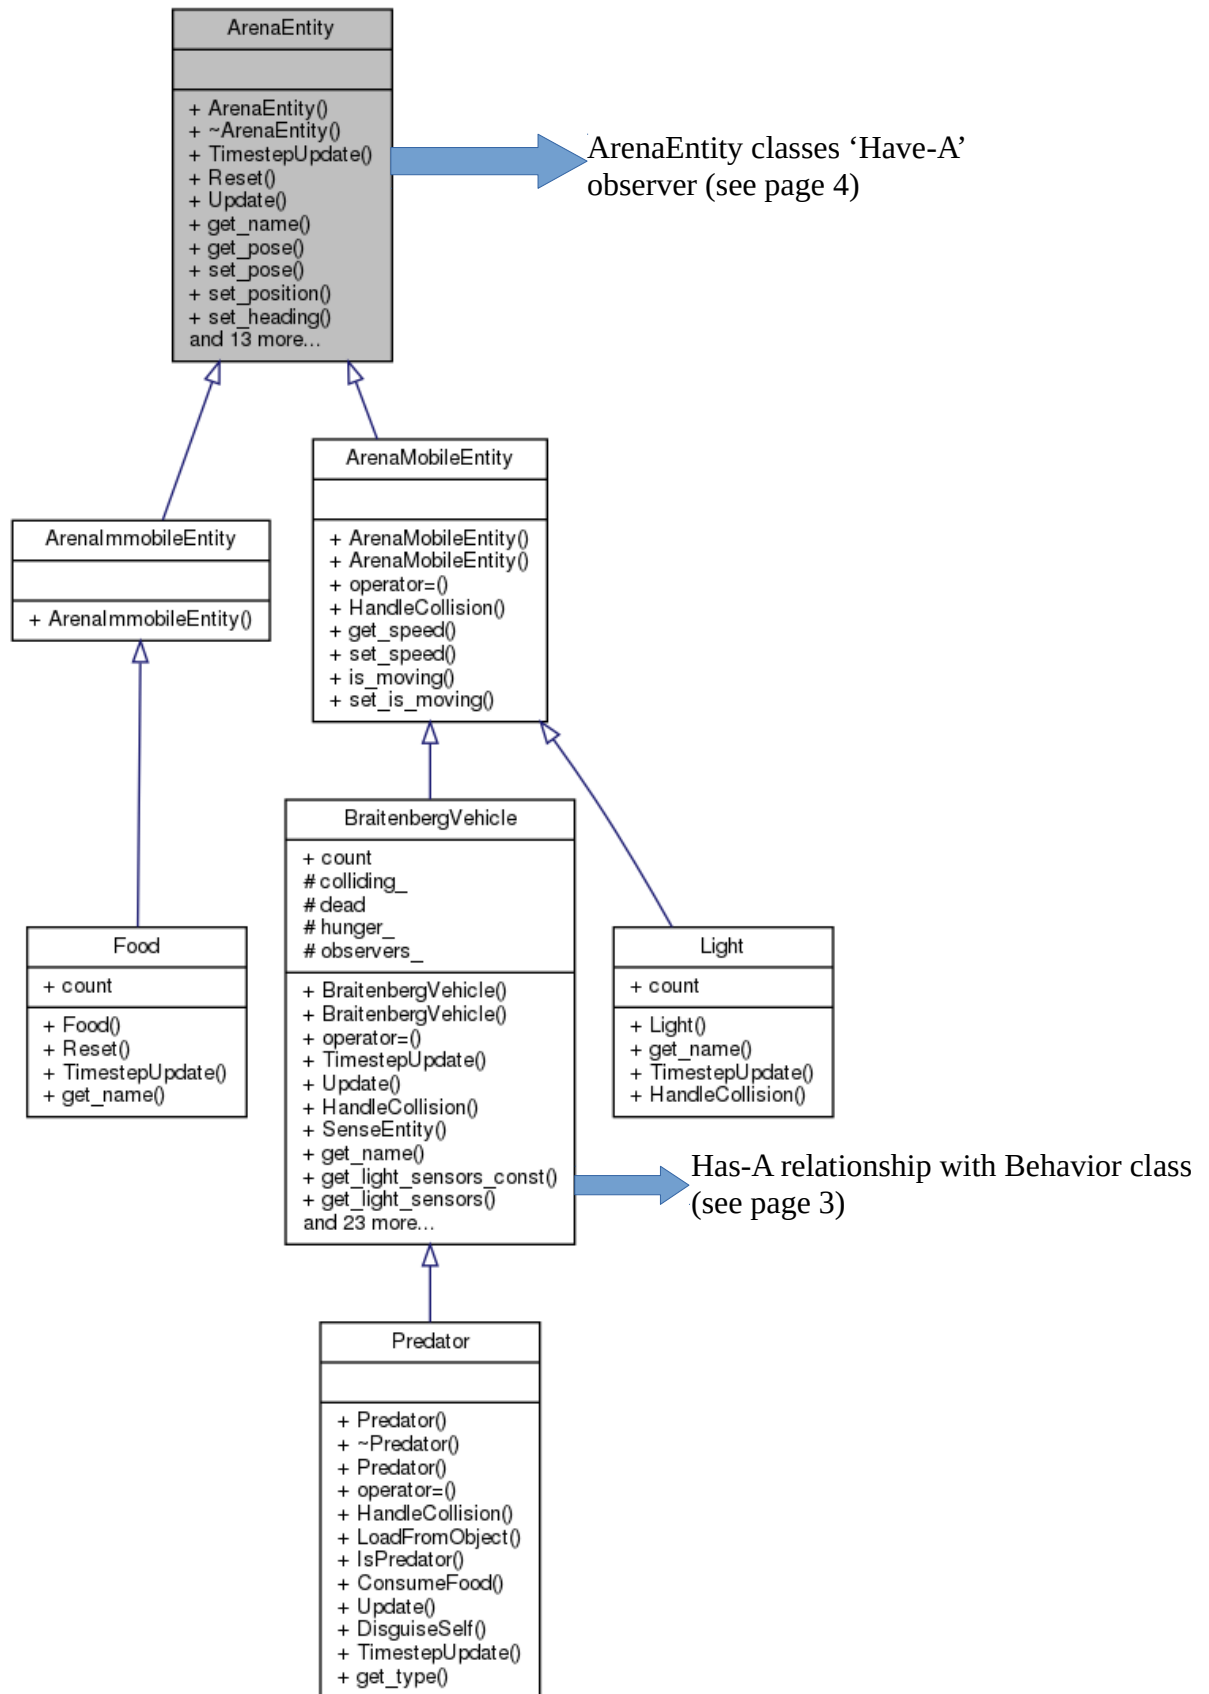 ArenaEntity
+ ArenaEntity()
+ ~ArenaEntity()
+ TimestepUpdate()
+ Reset()
+ Update()
+ get_name()
+ get_pose()
+ set_pose()
+ set_position()
+ set_heading()
and 13 more...
ArenaEntity classes ‘Have-A’
observer (see page 4)
ArenaMobileEntity
+ ArenaMobileEntity()
+ ArenaMobileEntity()
+ operator=()
+ HandleCollision()
+ get_speed()
+ set_speed()
+ is_moving()
+ set_is_moving()
ArenaImmobileEntity
+ ArenaImmobileEntity()
BraitenbergVehicle
+ count
# colliding_
# dead
# hunger_
# observers_
+ BraitenbergVehicle()
+ BraitenbergVehicle()
+ operator=()
+ TimestepUpdate()
+ Update()
+ HandleCollision()
+ SenseEntity()
+ get_name()
+ get_light_sensors_const()
+ get_light_sensors()
and 23 more...
Food
+ count
+ Food()
+ Reset()
+ TimestepUpdate()
+ get_name()
Light
+ count
+ Light()
+ get_name()
+ TimestepUpdate()
+ HandleCollision()
Has-A relationship with Behavior class
(see page 3)
Predator
+ Predator()
+ ~Predator()
+ Predator()
+ operator=()
+ HandleCollision()
+ LoadFromObject()
+ IsPredator()
+ ConsumeFood()
+ Update()
+ DisguiseSelf()
+ TimestepUpdate()
+ get_type()